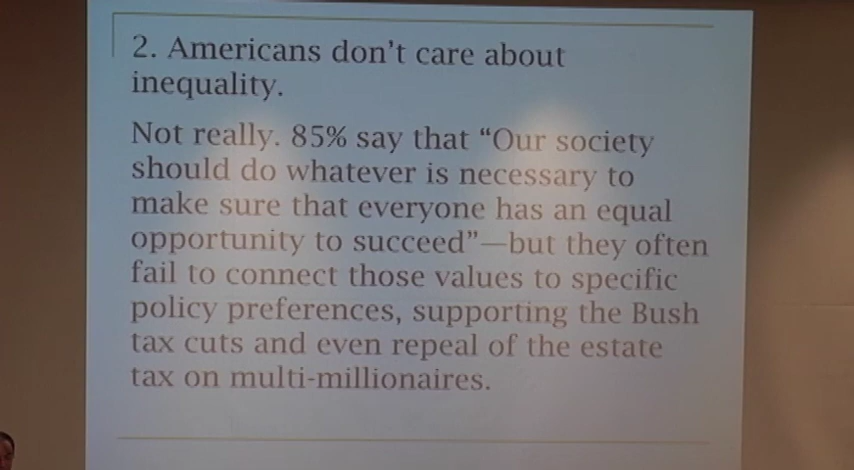 2. Americans don't care about
inequality.
Not really. 85% say that “Our society
should do whatever is necessary to
make sure that everyone has an equal
opportunity to succeed”—but they often
fail to connect those values to specific
policy preferences, supporting the Bush
tax cuts and even repeal of the estate
tax on multi-millionaires.